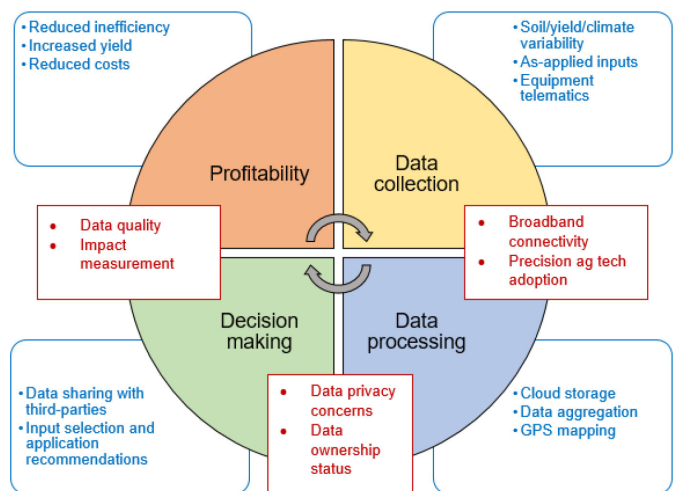 • Reduced inefficiency
• Increased yield
• Reduced costs
• Soil/yield/climate
variability
• As-applied inputs
• Equipment
telematics
Profitability
Data
collection
• Data quality
• Impact
measurement
• Broadband
connectivity
• Precision ag tech
adoption
Decision
making
Data
processing
• Data sharing with
third-parties
• Input selection and
application
recommendations
• Data privacy
concerns
• Data
ownership
status
• Cloud storage
• Data aggregation
• GPS mapping